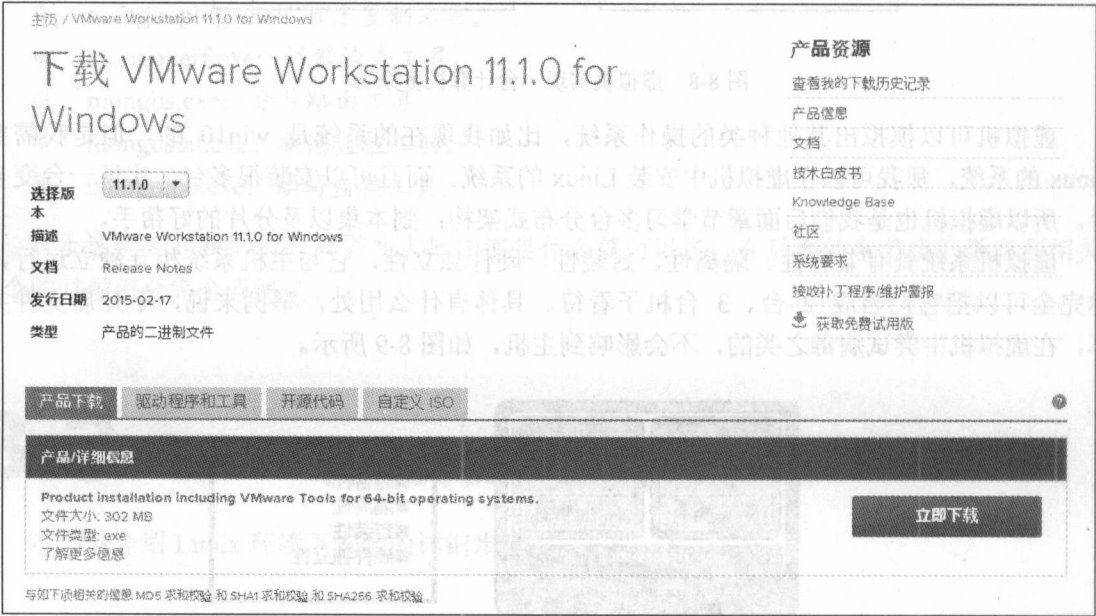 主页 / VMware Workstation 11.1.0 for Windows
下载 VMware Workstation 11.1.0 for
Windows
选择版
本
11.1.0
描述
VMware Workstation 11.1.0 for Windows
文档
Release Notes
发行日期
2015-02-17
类型
产品的二进制文件
产品资源
查看我的下载历史记录
产品信息
文档
技术白皮书
Knowledge Base
社区
系统要求
接收补丁程序/维护警报
获取免费试用版
产品下载
驱动程序和工具
开源代码
自定义 ISO
产品/详细信息
Product installation including VMware Tools for 64-bit operating systems.
文件大小: 302 MB
文件类型: exe
了解更多信息
立即下载
与如下项相关的信息 MD5 求和校验 和 SHA1 求和校验 和 SHA256 求和校验